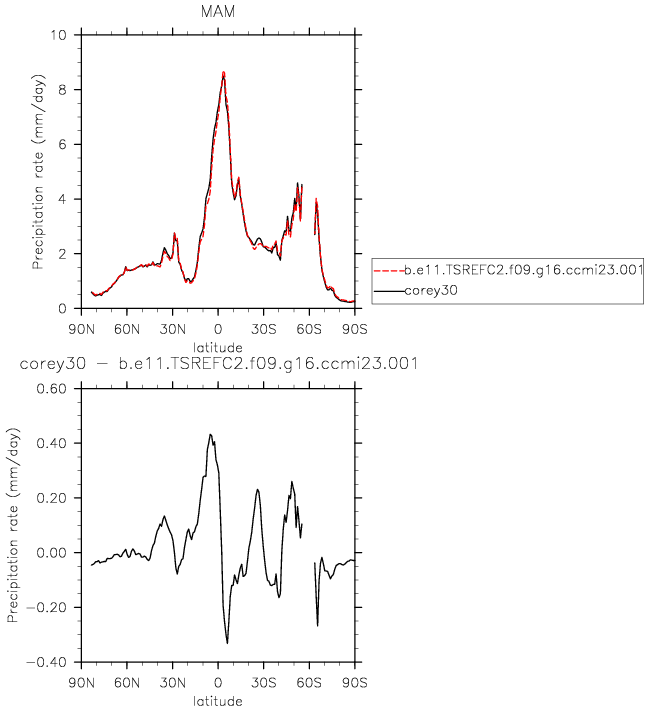 MAM
Precipitation rate (mm/day)
10
8
6
4
2
0
90N 60N 30N 0 30S 60S 90S
latitude
b.e11.TSREFC2.f09.g16.ccmi23.001
corey30
corey30 − b.e11.TSREFC2.f09.g16.ccmi23.001
Precipitation rate (mm/day)
0.60
0.40
0.20
0.00
−0.20
−0.40
90N 60N 30N 0 30S 60S 90S
latitude